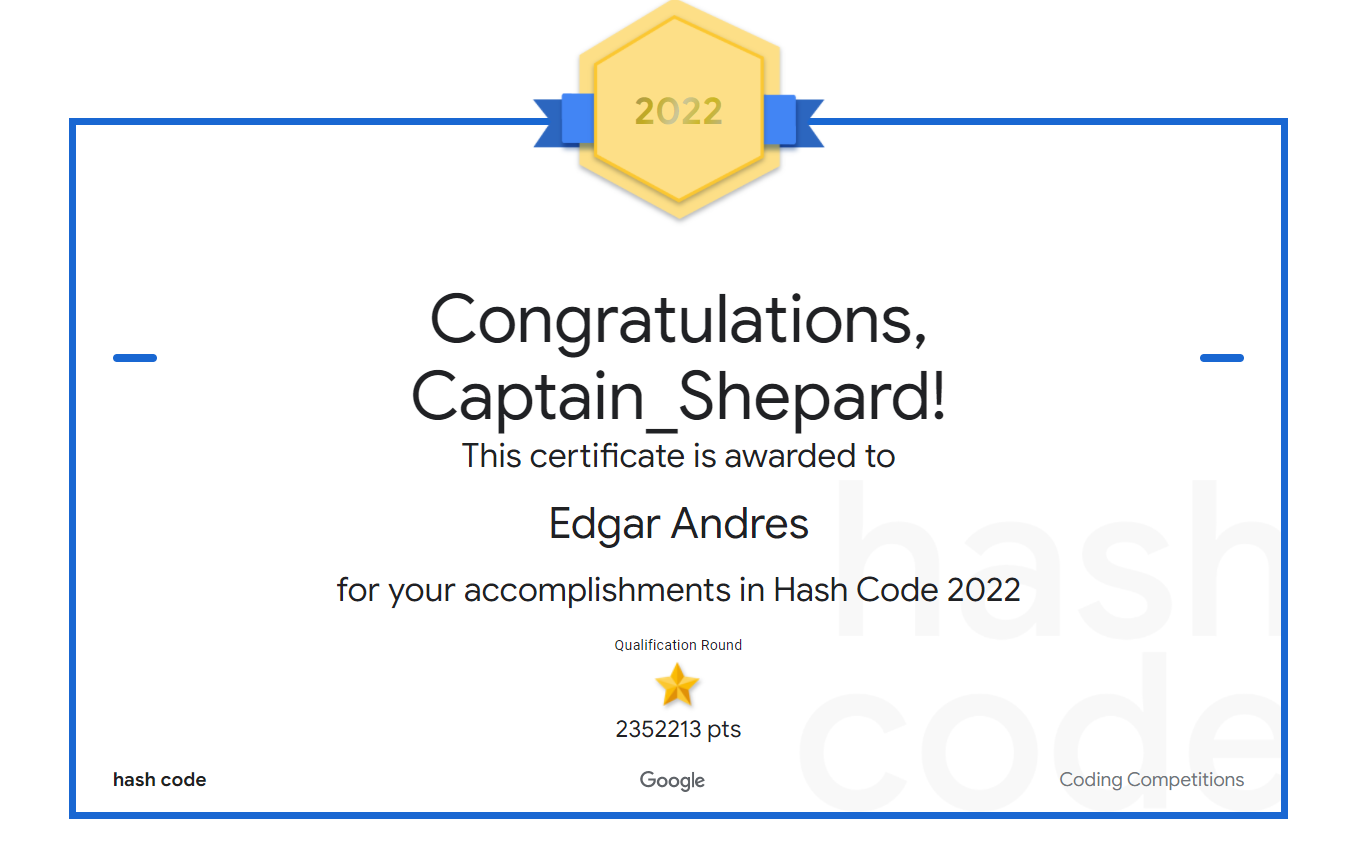 2022
Congratulations,
Captain_Shepard!
This certificate is awarded to
Edgar Andres
for your accomplishments in Hash Code 2022
Qualification Round
2352213 pts
hash
code
hash code
Google
Coding Competitions